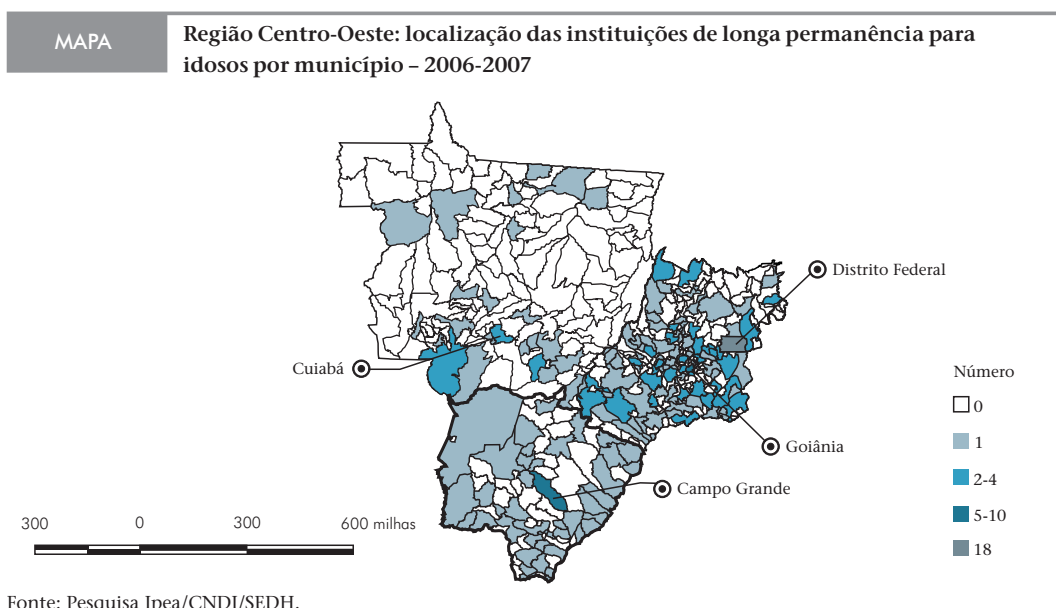 MAPA
Região Centro-Oeste: localização das instituições de longa permanência para
idosos por município – 2006-2007
Distrito Federal
Cuiabá
Número
0
1
2-4
5-10
18
Goiânia
Campo Grande
300 0 300 600 milhas
Fonte: Pesquisa Ipea/CNDI/SEDH.